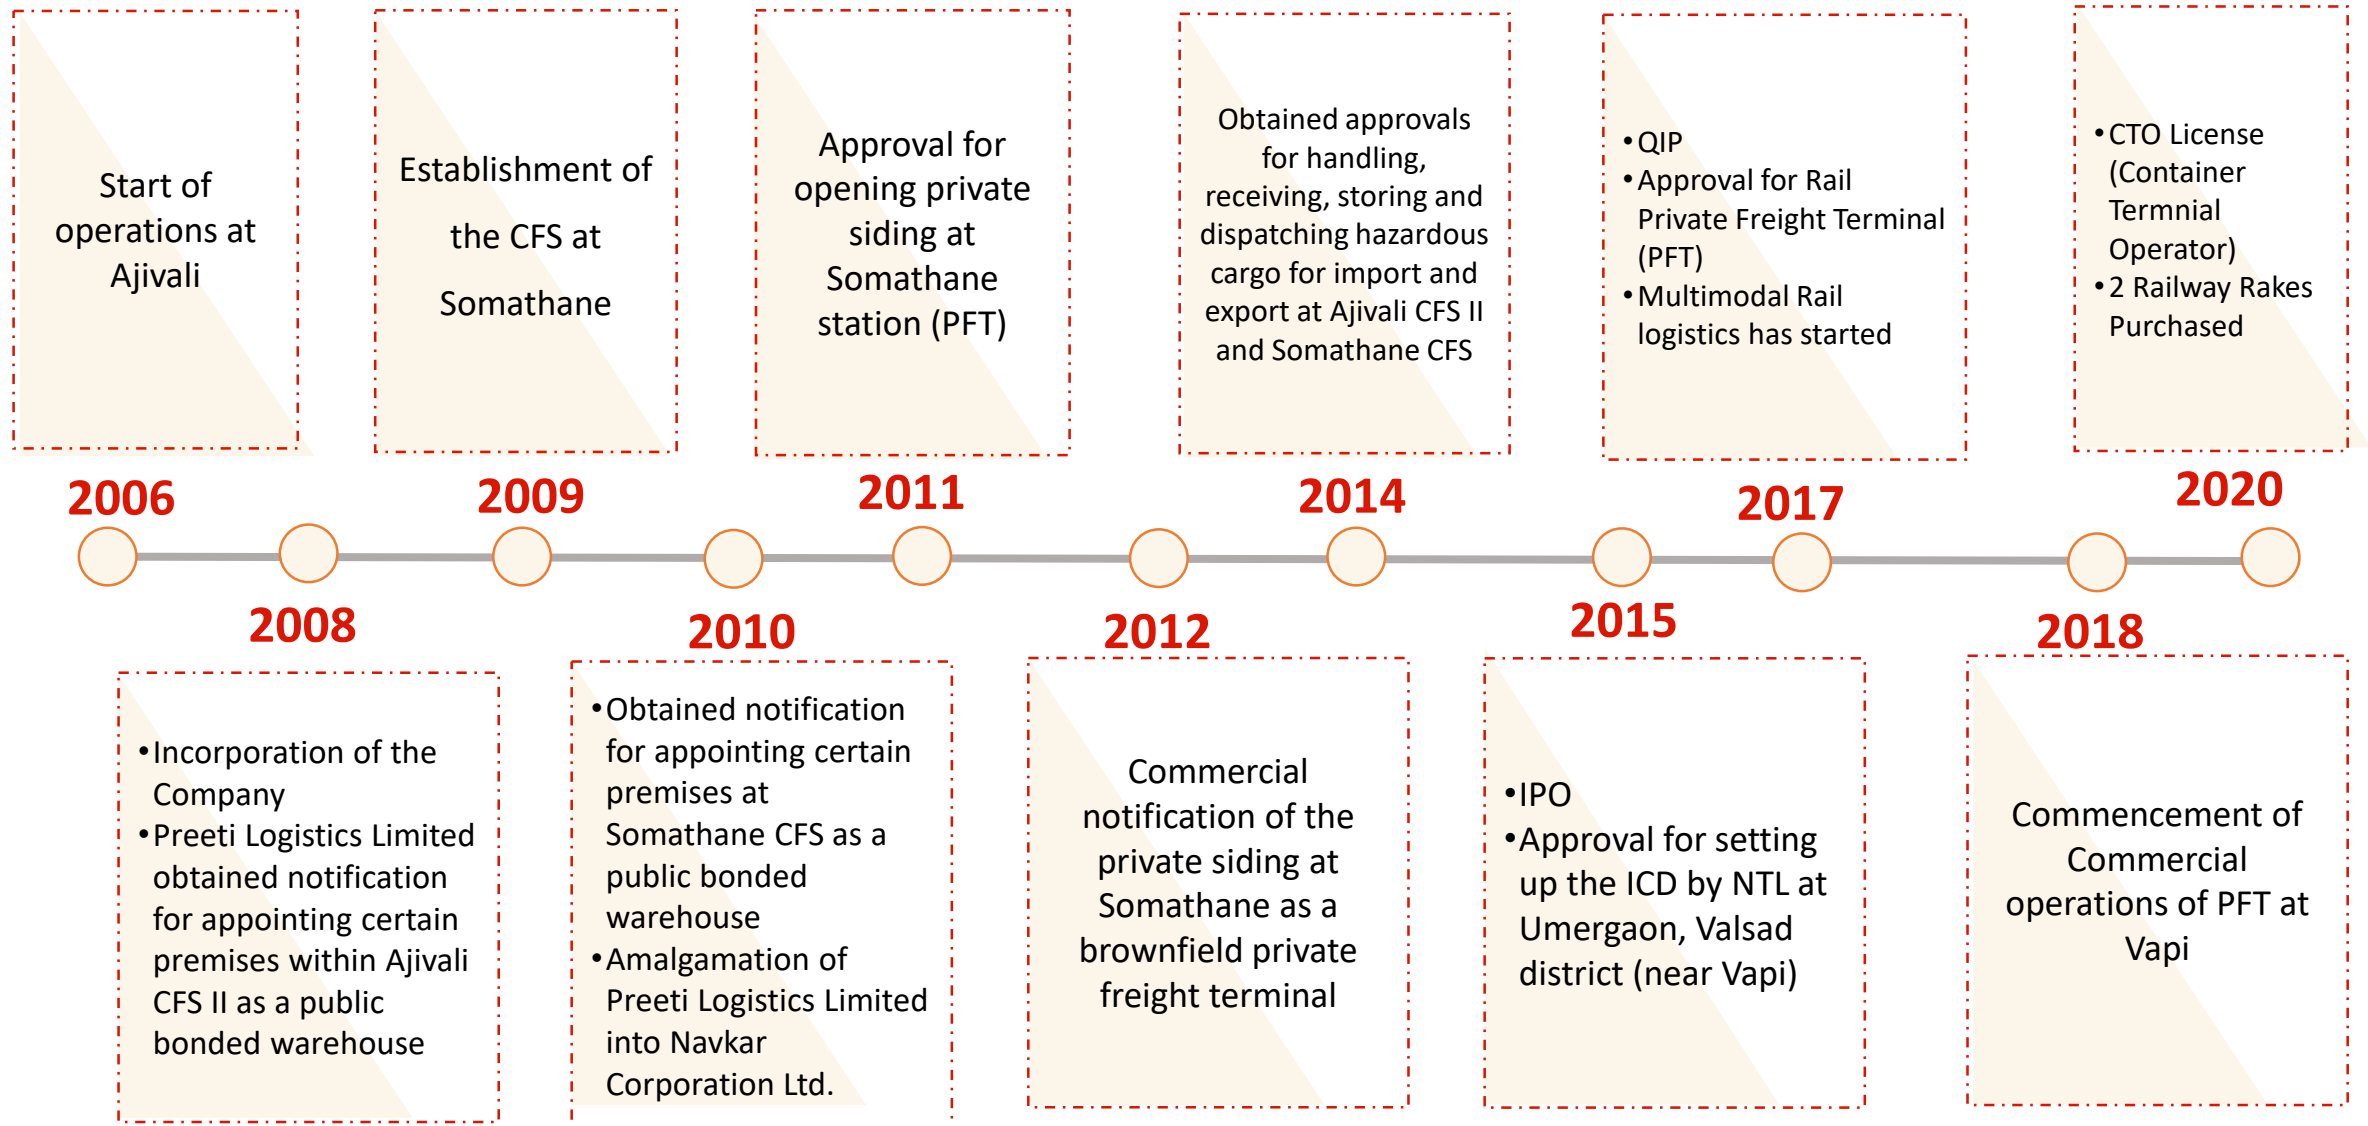 Start of
operations at
Ajivali
Establishment of
the CFS at
Somathane
Approval for
opening private
siding at
Somathane
station (PFT)
Obtained approvals
for handling,
receiving, storing and
dispatching hazardous
cargo for import and
export at Ajivali CFS II
and Somathane CFS
•QIP
•Approval for Rail
Private Freight Terminal
(PFT)
•Multimodal Rail
logistics has started
•CTO License
(Container
Termnial
Operator)
•2 Railway Rakes
Purchased
2006
2009
2011
2014
2017
2020
2008
2010
2012
2015
2018
•Incorporation of the
Company
•Preeti Logistics Limited
obtained notification
for appointing certain
premises within Ajivali
CFS II as a public
bonded warehouse
•Obtained notification
for appointing certain
premises at
Somathane CFS as a
public bonded
warehouse
•Amalgamation of
Preeti Logistics Limited
into Navkar
Corporation Ltd.
Commercial
notification of the
private siding at
Somathane as a
brownfield private
freight terminal
•IPO
•Approval for setting
up the ICD by NTL at
Umergaon, Valsad
district (near Vapi)
Commencement of
Commercial
operations of PFT at
Vapi